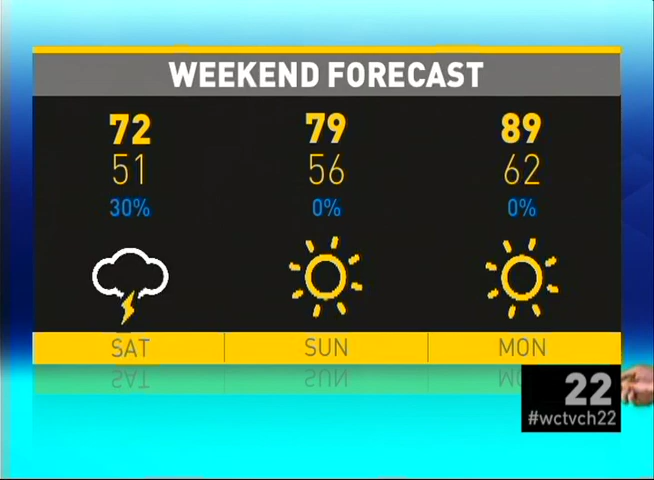 WEEKEND FORECAST
72 79 89
51 56 62
30% 0% 0%
SAT SUN MON
22
#wctvch22